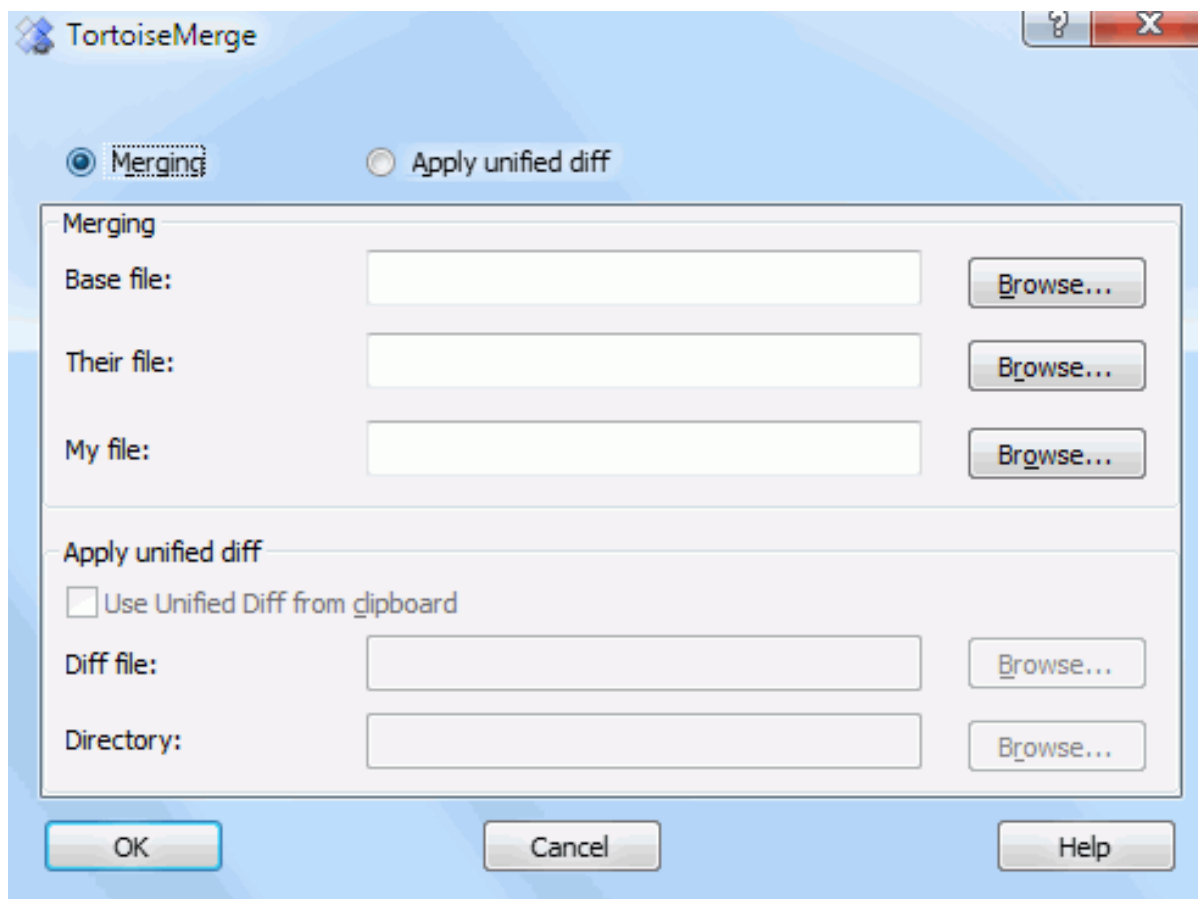 TortoiseMerge
Merging
Apply unified diff
Merging
Base file:
Browse...
Their file:
Browse...
My file:
Browse...
Apply unified diff
Use Unified Diff from clipboard
Diff file:
Browse...
Directory:
Browse...
OK
Cancel
Help